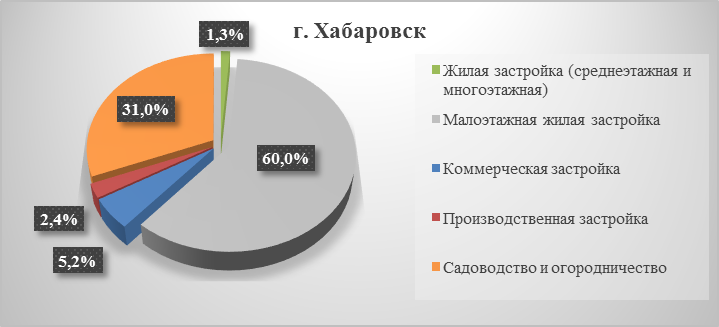 г. Хабаровск
1,3%
31,0%
60,0%
2,4%
5,2%
Жилая застройка (среднеэтажная и
многоэтажная)
Малоэтажная жилая застройка
Коммерческая застройка
Производственная застройка
Садоводство и огородничество